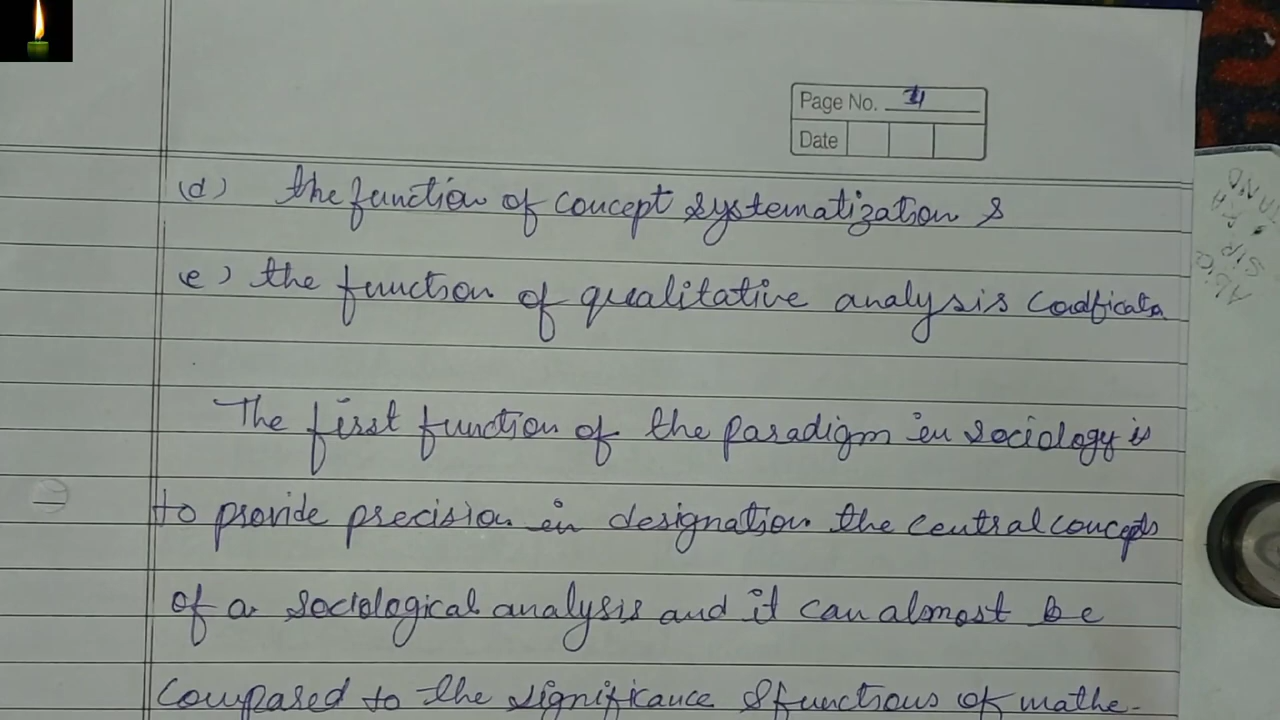 Page No. 4
Date
(d) the function of concept systematization &
(e) the function of qualitative analysis
The first function of the paradigm in sociology is
to provide precision in designation the central concepts
of a sociological analysis and it can almost be
compared to the significance & functions of mathe-